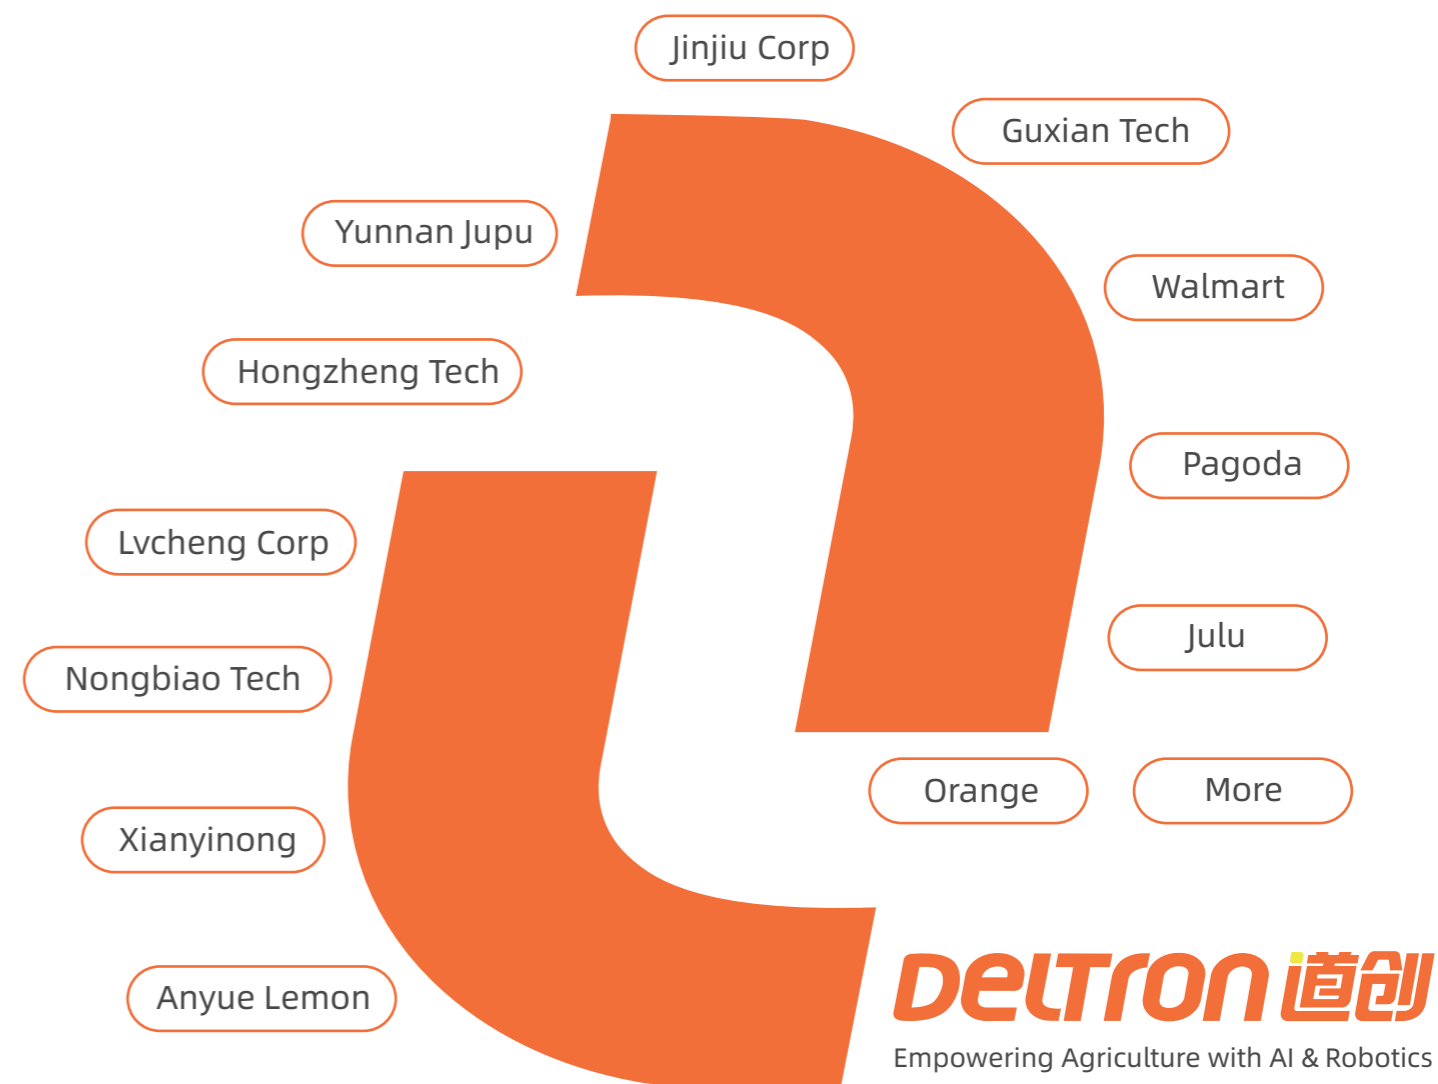 Jinjiu Corp
Guxian Tech
Yunnan Jupu
Walmart
Hongzheng Tech
Pagoda
Lvcheng Corp
Julu
Nongbiao Tech
Orange
More
Xianyinong
Anyue Lemon
DeLTron 道创
Empowering Agriculture with AI & Robotics